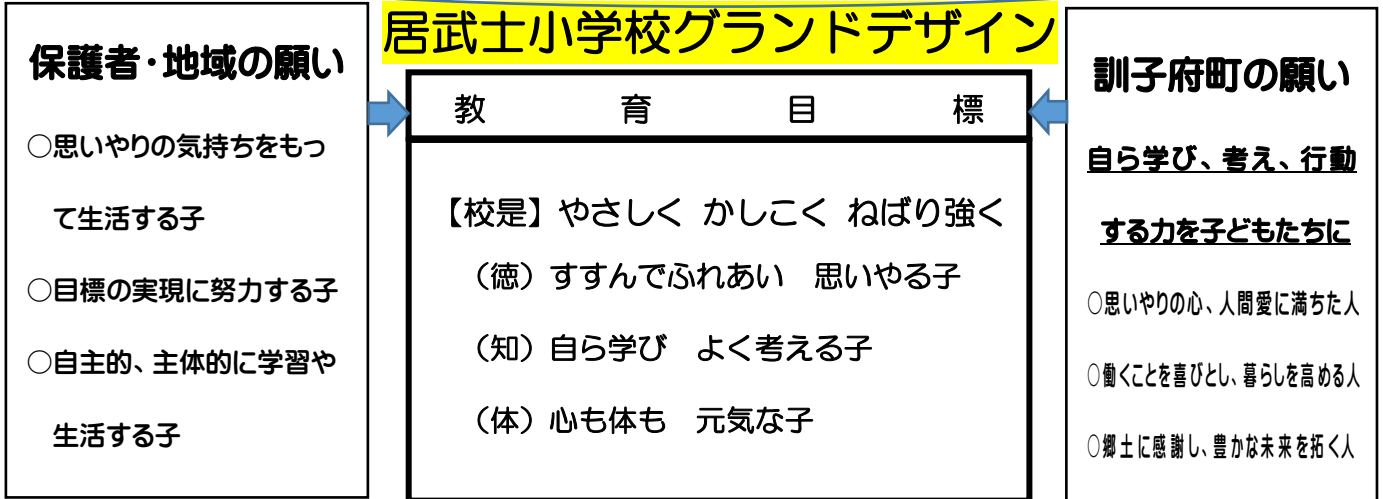 居武士小学校グランドデザイン
保護者・地域の願い
○思いやりの気持ちをもっ
て生活する子
○目標の実現に努力する子
○自主的、主体的に学習や
生活する子
教育目標
【校是】やさしく かしこく ねばり強く
（徳）すすんでふれあい 思いやる子
（知）自ら学び よく考える子
（体）心も体も 元気な子
訓子府町の願い
自ら学び、考え、行動
する力を子どもたちに
○思いやりの心、人間愛に満ちた人
○働くことを喜びとし、暮らしを高める人
○郷土に感謝し、豊かな未来を拓く人